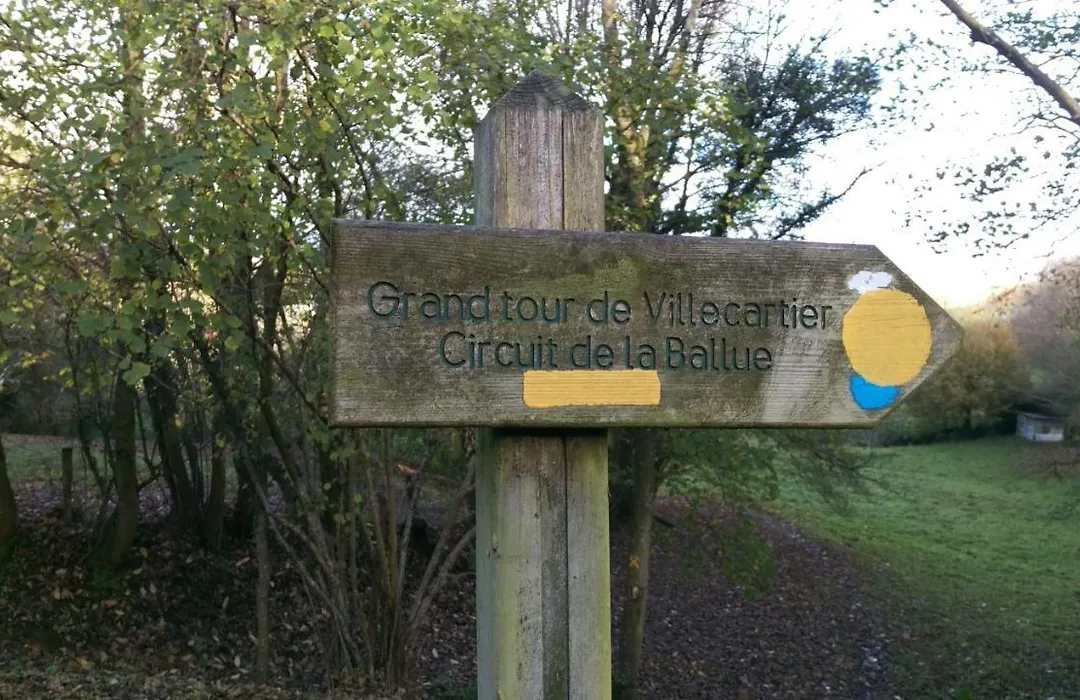 Grand tour de Villecartier
Circuit de la Ballue